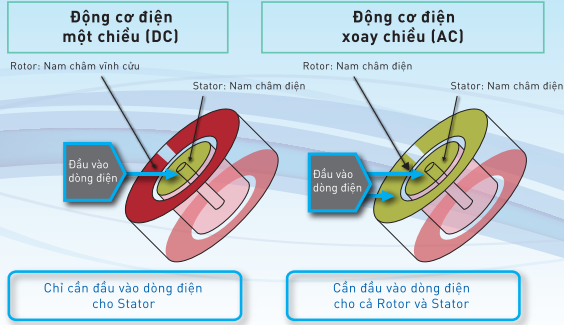 Động cơ điện
một chiều (DC)
Rotor: Nam châm vĩnh cửu
Stator: Nam châm điện
Đầu vào
dòng điện
Chỉ cần đầu vào dòng điện
cho Stator
Động cơ điện
xoay chiều (AC)
Rotor: Nam châm điện
Stator: Nam châm điện
Đầu vào
dòng điện
Cần đầu vào dòng điện
cho cả Rotor và Stator